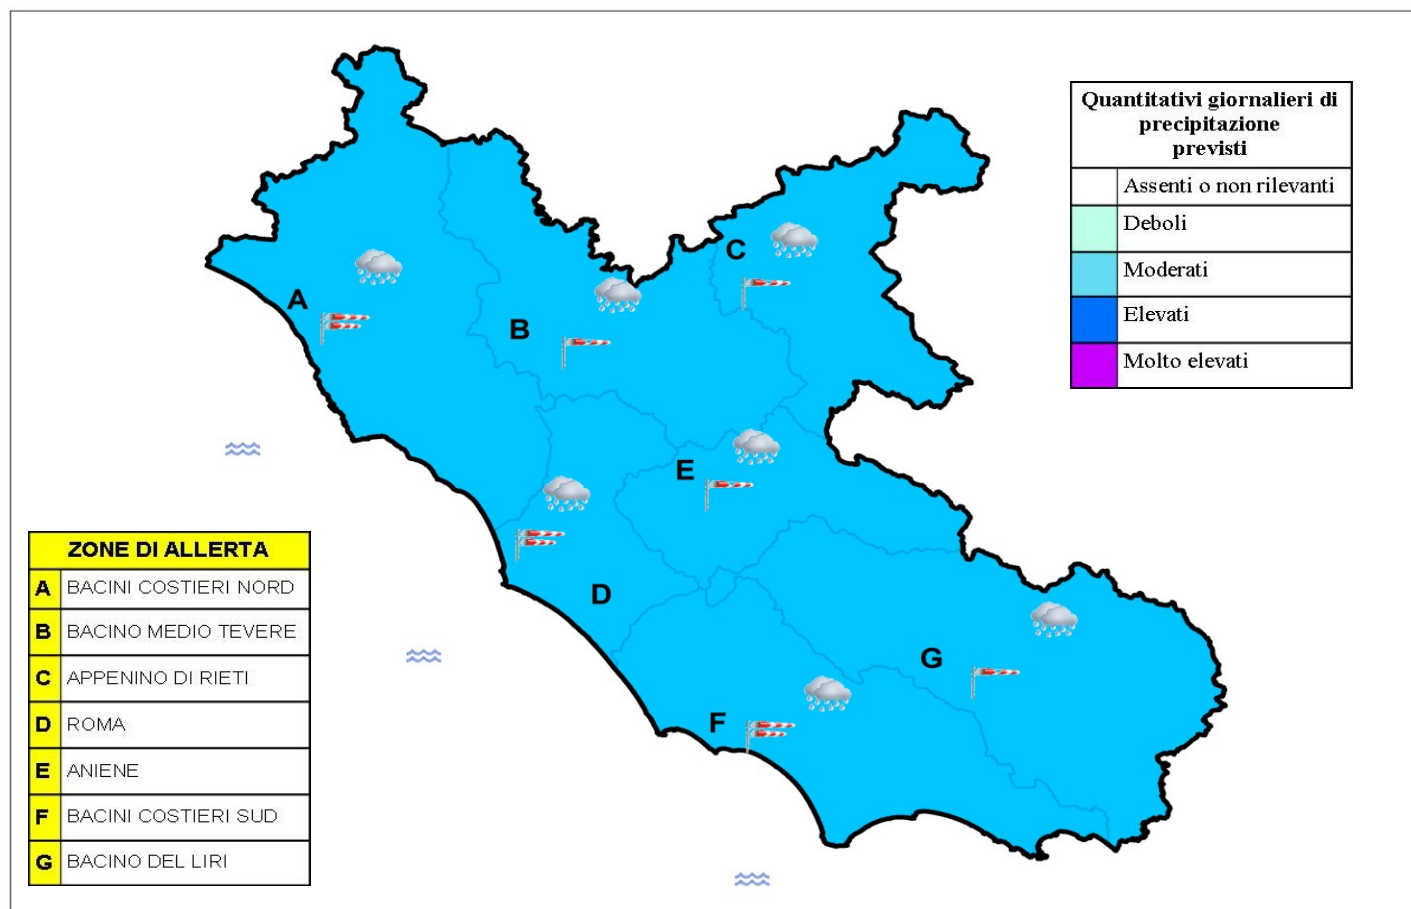 Quantitativi giornalieri di
precipitazione
previsti
Assenti o non rilevanti
Deboli
Moderati
Elevati
Molto elevati
C
A
B
E
D
G
F
ZONE DI ALLERTA
A BACINI COSTIERI NORD
B BACINO MEDIO TEVERE
C APPENINO DI RIETI
D ROMA
E ANIENE
F BACINI COSTIERI SUD
G BACINO DEL LIRI